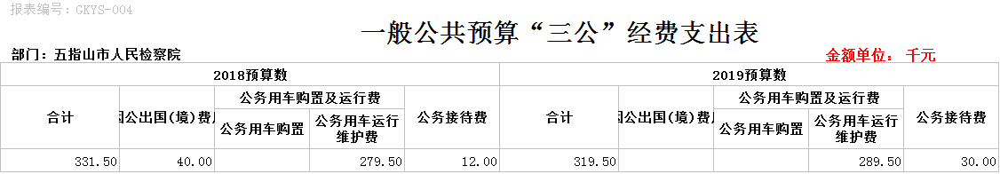 报表编号：GKYS-004
一般公共预算“三公”经费支出表
部门：五指山市人民检察院
金额单位： 千元
2018预算数 2019预算数
合计 因公出国(境)费用 公务用车购置及运行费 公务接待费 合计 因公出国(境)费用 公务用车购置及运行费 公务接待费
公务用车购置 公务用车运行维护费 公务用车购置 公务用车运行维护费
331.50 40.00 279.50 12.00 319.50 289.50 30.00